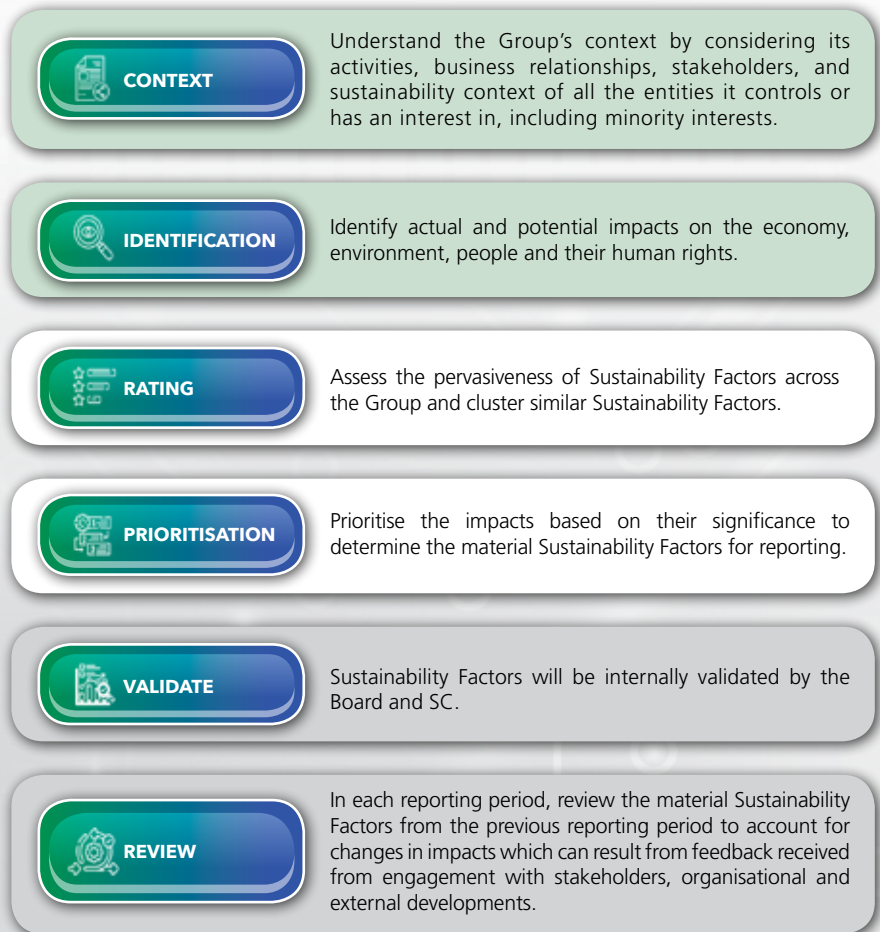 CONTEXT
Understand the Group's context by considering its
activities, business relationships, stakeholders, and
sustainability context of all the entities it controls or
has an interest in, including minority interests.
IDENTIFICATION
Identify actual and potential impacts on the economy,
environment, people and their human rights.
RATING
Assess the pervasiveness of Sustainability Factors across
the Group and cluster similar Sustainability Factors.
PRIORITISATION
Prioritise the impacts based on their significance to
determine the material Sustainability Factors for reporting.
VALIDATE
Sustainability Factors will be internally validated by the
Board and SC.
REVIEW
In each reporting period, review the material Sustainability
Factors from the previous reporting period to account for
changes in impacts which can result from feedback received
from engagement with stakeholders, organisational and
external developments.